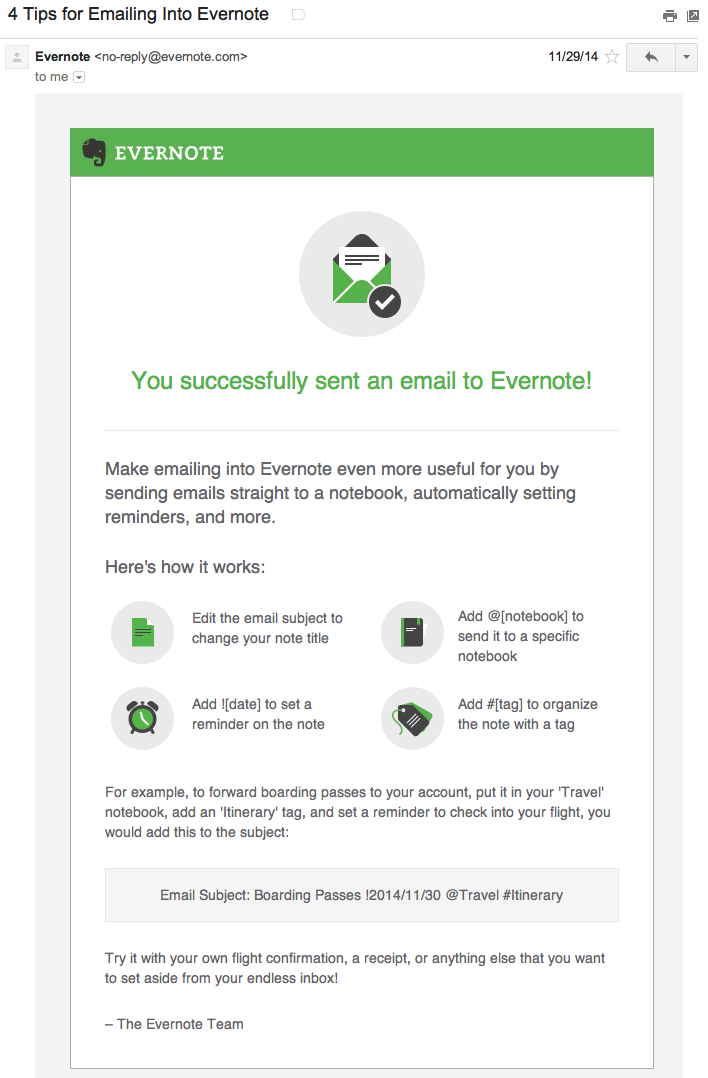 4 Tips for Emailing Into Evernote
Evernote <no-reply@evernote.com>
11/29/14
to me
EVERNOTE
You successfully sent an email to Evernote!
Make emailing into Evernote even more useful for you by
sending emails straight to a notebook, automatically setting
reminders, and more.
Here's how it works:
Edit the email subject to
change your note title
Add @[notebook] to
send it to a specific
notebook
Add ![date] to set a
reminder on the note
Add #[tag] to organize
the note with a tag
For example, to forward boarding passes to your account, put it in your 'Travel'
notebook, add an 'Itinerary' tag, and set a reminder to check into your flight, you
would add this to the subject:
Email Subject: Boarding Passes !2014/11/30 @Travel #Itinerary
Try it with your own flight confirmation, a receipt, or anything else that you want
to set aside from your endless inbox!
– The Evernote Team